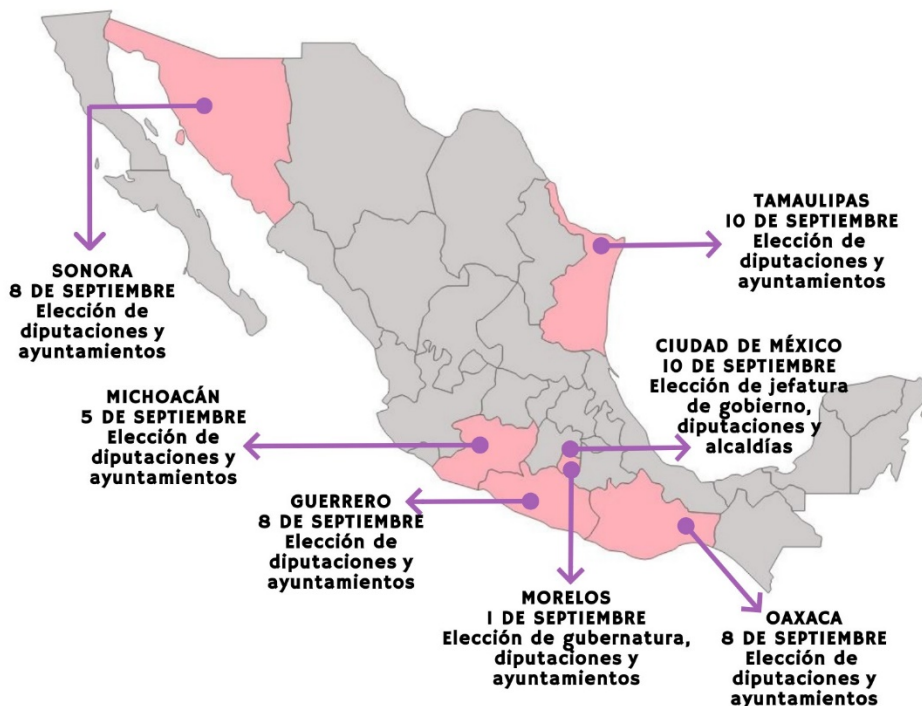 TAMAULIPAS
10 DE SEPTIEMBRE
Elección de
diputaciones y
ayuntamientos
SONORA
8 DE SEPTIEMBRE
Elección de
diputaciones y
ayuntamientos
CIUDAD DE MÉXICO
10 DE SEPTIEMBRE
Elección de jefatura
de gobierno,
diputaciones y
alcaldías
MICHOACÁN
5 DE SEPTIEMBRE
Elección de
diputaciones y
ayuntamientos
GUERRERO
8 DE SEPTIEMBRE
Elección de
diputaciones y
ayuntamientos
MORELOS
1 DE SEPTIEMBRE
Elección de gubernatura,
diputaciones y
ayuntamientos
OAXACA
8 DE SEPTIEMBRE
Elección de
diputaciones y
ayuntamientos